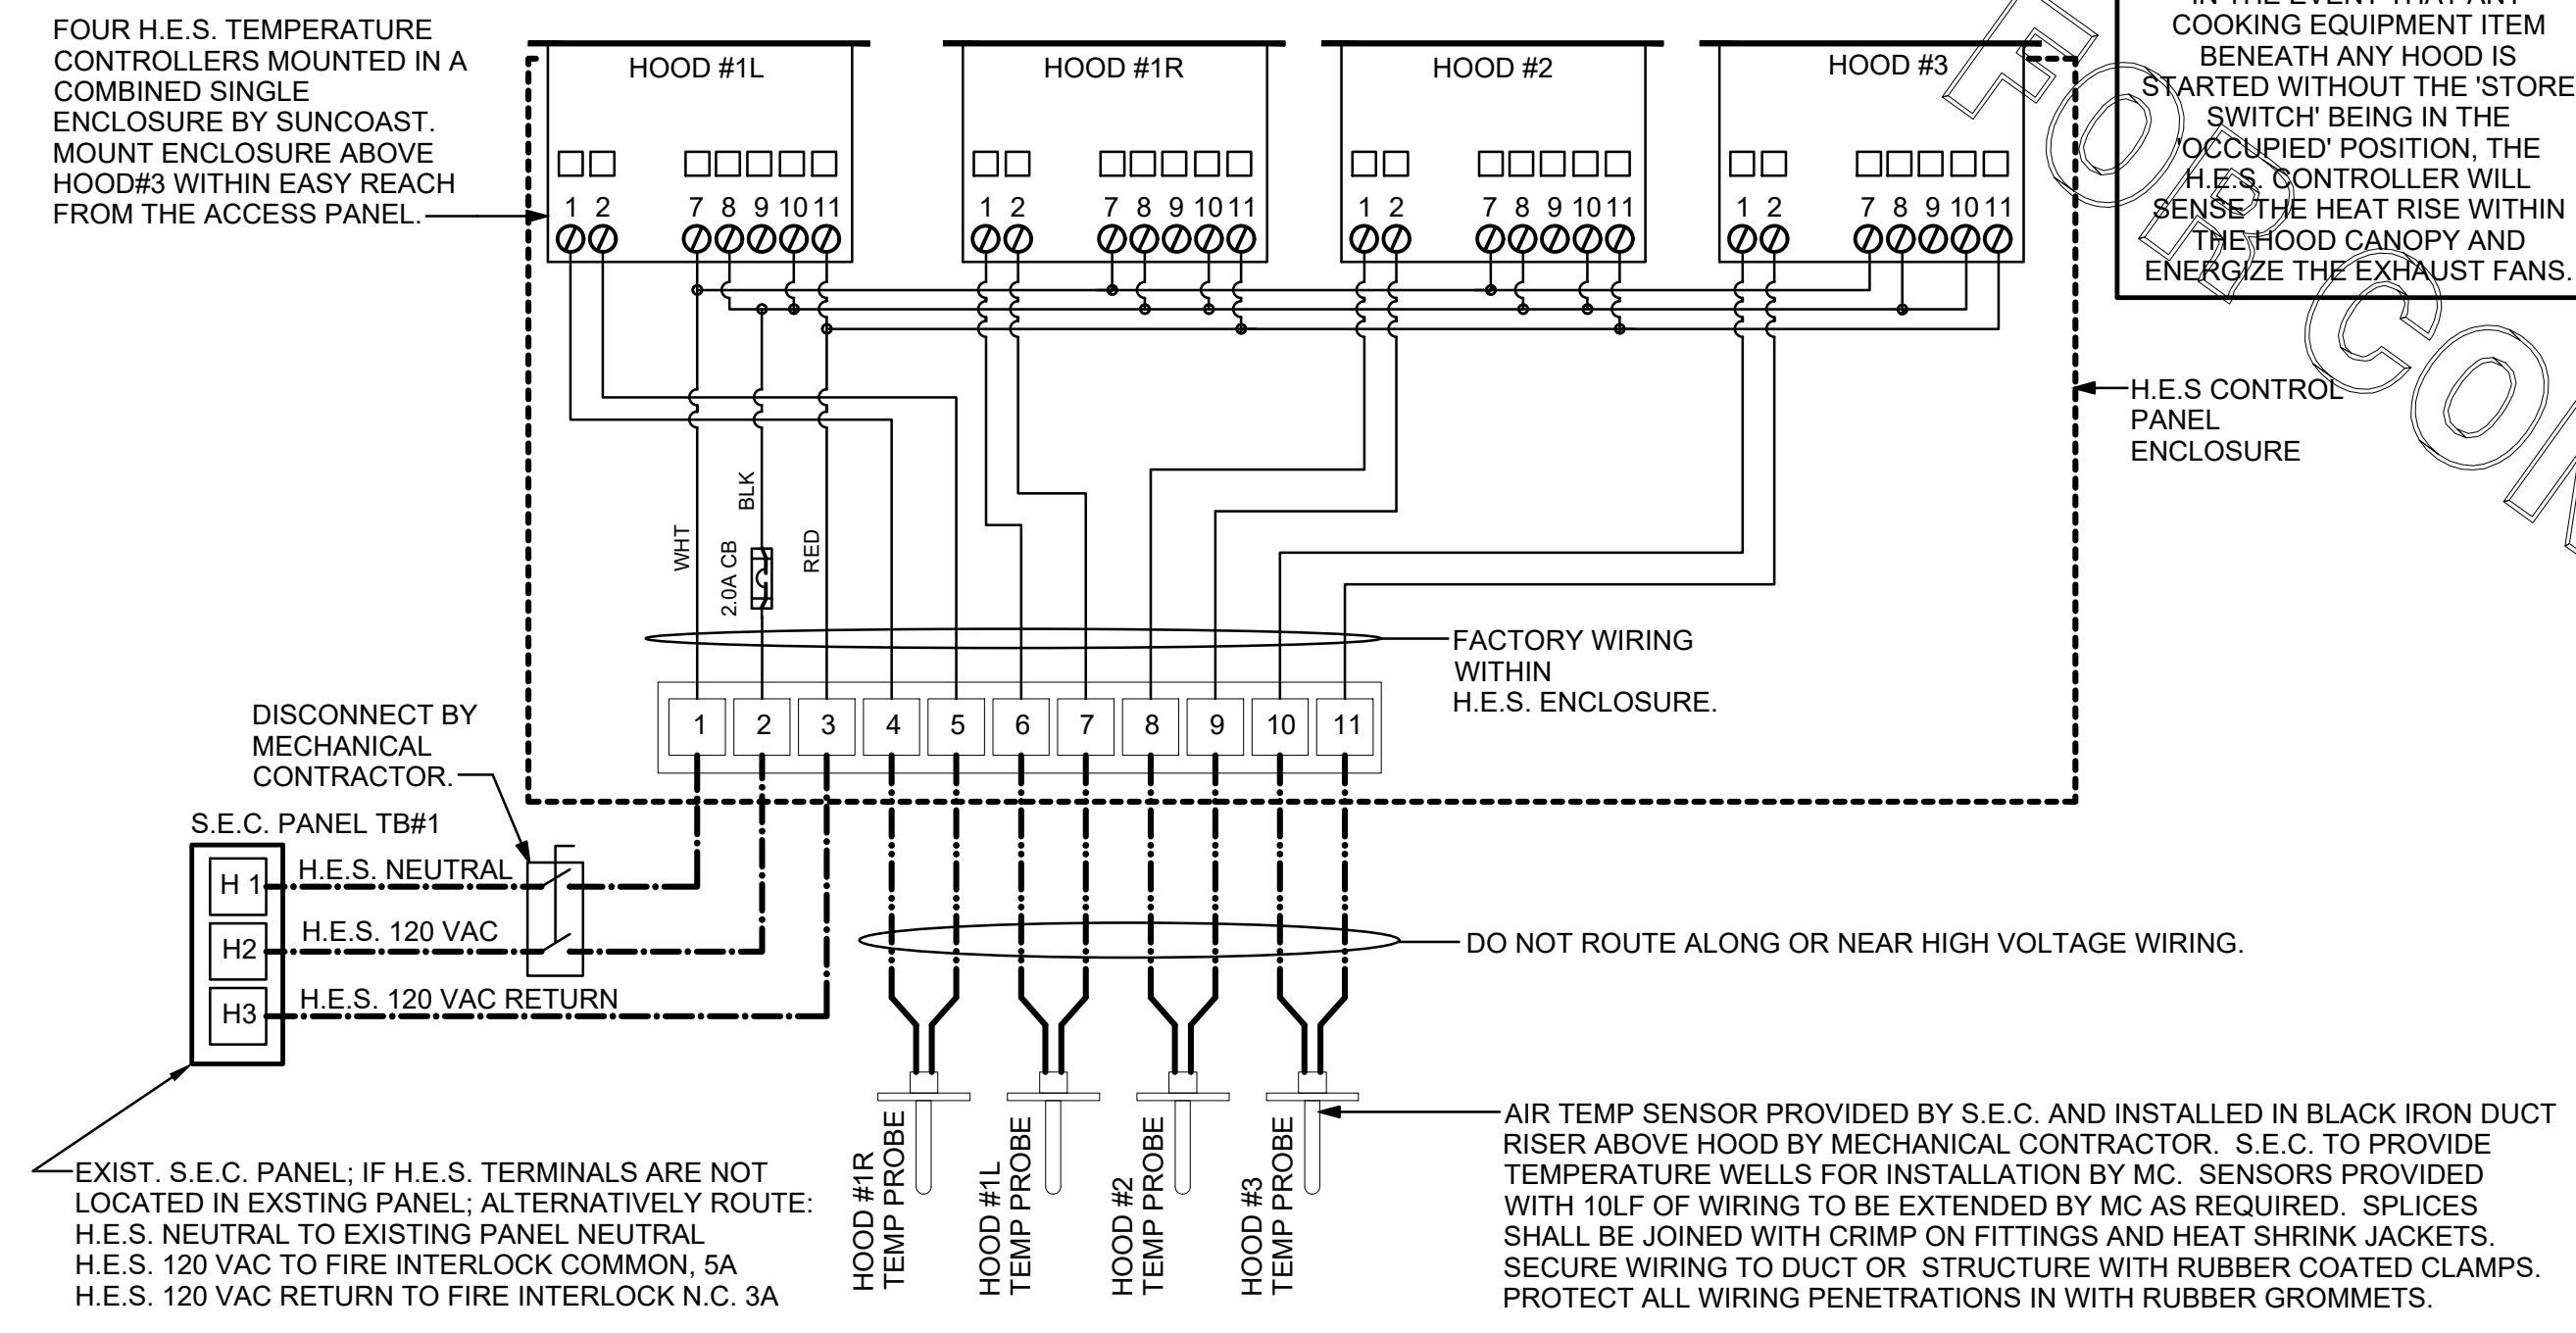 FOUR H.E.S. TEMPERATURE
CONTROLLERS MOUNTED IN A
COMBINED SINGLE
ENCLOSURE BY SUNCOAST.
MOUNT ENCLOSURE ABOVE
HOOD#3 WITHIN EASY REACH
FROM THE ACCESS PANEL.
HOOD #1L
1 2 7 8 9 10 11
HOOD #1R
1 2 7 8 9 10 11
HOOD #2
1 2 7 8 9 10 11
HOOD #3
1 2 7 8 9 10 11
IN THE EVENT THAT ANY
COOKING EQUIPMENT ITEM
BENEATH ANY HOOD IS
STARTED WITHOUT THE 'STORE
SWITCH' BEING IN THE
'OCCUPIED' POSITION, THE
H.E.S. CONTROLLER WILL
SENSE THE HEAT RISE WITHIN
THE HOOD CANOPY AND
ENERGIZE THE EXHAUST FANS.
FOR
H.E.S CONTROL
PANEL
ENCLOSURE
WHT
BLK
2.0A CB
RED
FACTORY WIRING
WITHIN
H.E.S. ENCLOSURE.
1 2 3 4 5 6 7 8 9 10 11
DISCONNECT BY
MECHANICAL
CONTRACTOR.
S.E.C. PANEL TB#1
H 1 H.E.S. NEUTRAL
H2 H.E.S. 120 VAC
H3 H.E.S. 120 VAC RETURN
DO NOT ROUTE ALONG OR NEAR HIGH VOLTAGE WIRING.
EXIST. S.E.C. PANEL; IF H.E.S. TERMINALS ARE NOT
LOCATED IN EXSTING PANEL; ALTERNATIVELY ROUTE:
H.E.S. NEUTRAL TO EXISTING PANEL NEUTRAL
H.E.S. 120 VAC TO FIRE INTERLOCK COMMON, 5A
H.E.S. 120 VAC RETURN TO FIRE INTERLOCK N.C. 3A
HOOD #1R
TEMP PROBE
HOOD #1L
TEMP PROBE
HOOD #2
TEMP PROBE
HOOD #3
TEMP PROBE
AIR TEMP SENSOR PROVIDED BY S.E.C. AND INSTALLED IN BLACK IRON DUCT
RISER ABOVE HOOD BY MECHANICAL CONTRACTOR. S.E.C. TO PROVIDE
TEMPERATURE WELLS FOR INSTALLATION BY MC. SENSORS PROVIDED
WITH 10LF OF WIRING TO BE EXTENDED BY MC AS REQUIRED. SPLICES
SHALL BE JOINED WITH CRIMP ON FITTINGS AND HEAT SHRINK JACKETS.
SECURE WIRING TO DUCT OR STRUCTURE WITH RUBBER COATED CLAMPS.
PROTECT ALL WIRING PENETRATIONS IN WITH RUBBER GROMMETS.